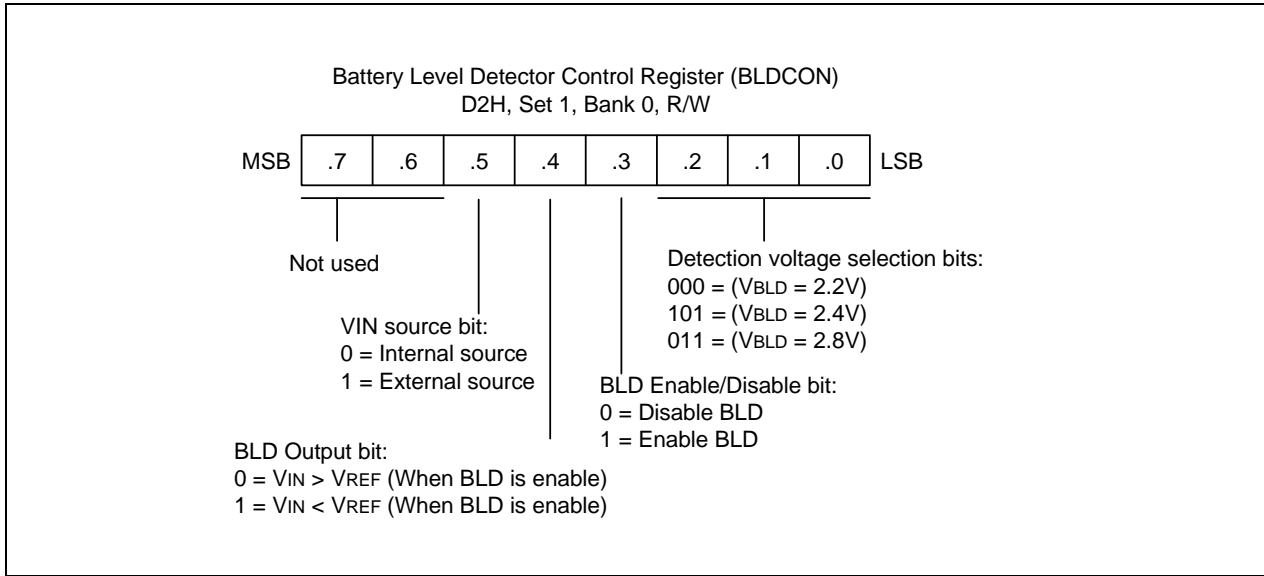 Battery Level Detector Control Register (BLDCON)
D2H, Set 1, Bank 0, R/W
MSB .7 .6 .5 .4 .3 .2 .1 .0 LSB
Not used
Detection voltage selection bits:
000 = (VBLD = 2.2V)
101 = (VBLD = 2.4V)
011 = (VBLD = 2.8V)
VIN source bit:
0 = Internal source
1 = External source
BLD Enable/Disable bit:
0 = Disable BLD
1 = Enable BLD
BLD Output bit:
0 = VIN > VREF (When BLD is enable)
1 = VIN < VREF (When BLD is enable)